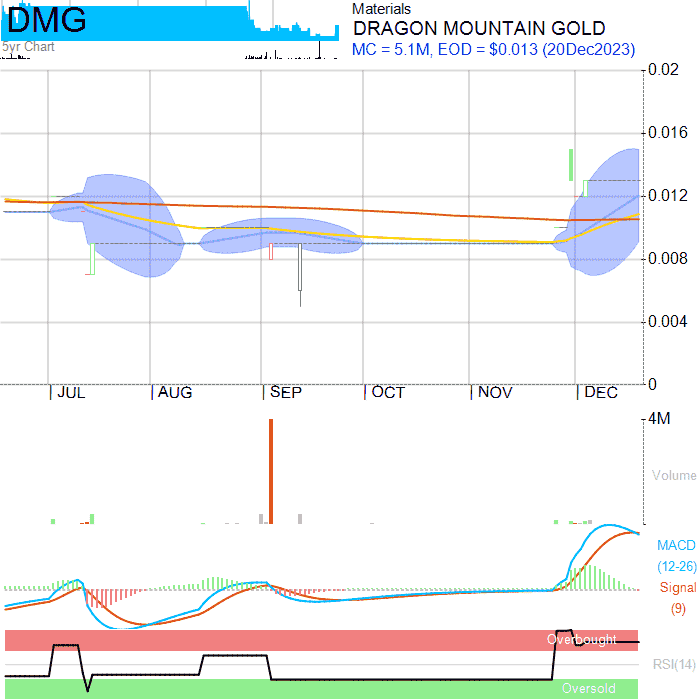 DMG
5yr Chart
Materials
DRAGON MOUNTAIN GOLD
MC = 5.1M, EOD = $0.013 (20Dec2023)
0.02
0.016
0.012
0.008
0.004
0
JUL AUG SEP OCT NOV DEC
4M
Volume
MACD
(12-26)
Signal
(9)
Overbought
RSI(14)
Oversold